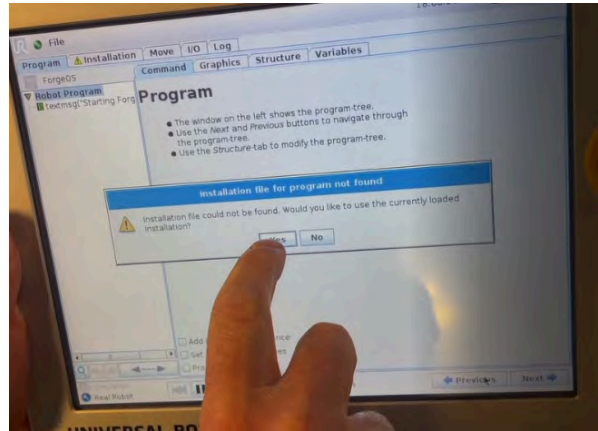 File
Program Installation Move I/O Log
ForgeOS
Command Graphics Structure Variables
Robot Program
textmsg("Starting Forg
Program
The window on the left shows the program-tree.
Use the Next and Previous buttons to navigate through
the program-tree.
Use the Structure-tab to modify the program-tree.
Installation file for program not found
Installation file could not be found. Would you like to use the currently loaded
installation?
Yes No
Add
Set
Previous Next
Real Robot
UNIVERSAL